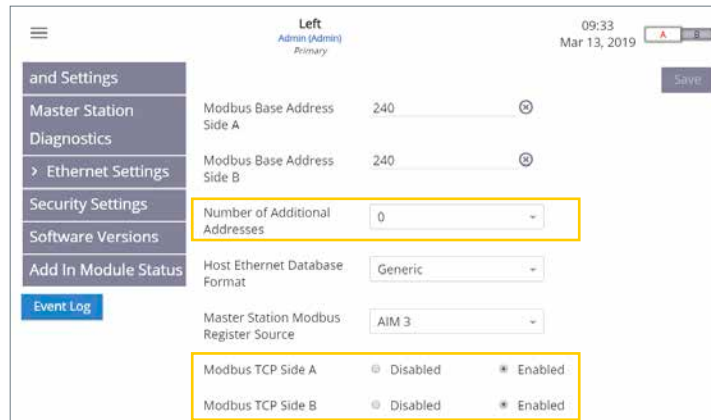 Left
Admin (Admin)
Primary
09:33
Mar 13, 2019
A B
Save
and Settings
Master Station
Diagnostics
> Ethernet Settings
Security Settings
Software Versions
Add In Module Status
Event Log
Modbus Base Address
Side A
240
Modbus Base Address
Side B
240
Number of Additional
Addresses
0
Host Ethernet Database
Format
Generic
Master Station Modbus
Register Source
AIM 3
Modbus TCP Side A Disabled Enabled
Modbus TCP Side B Disabled Enabled